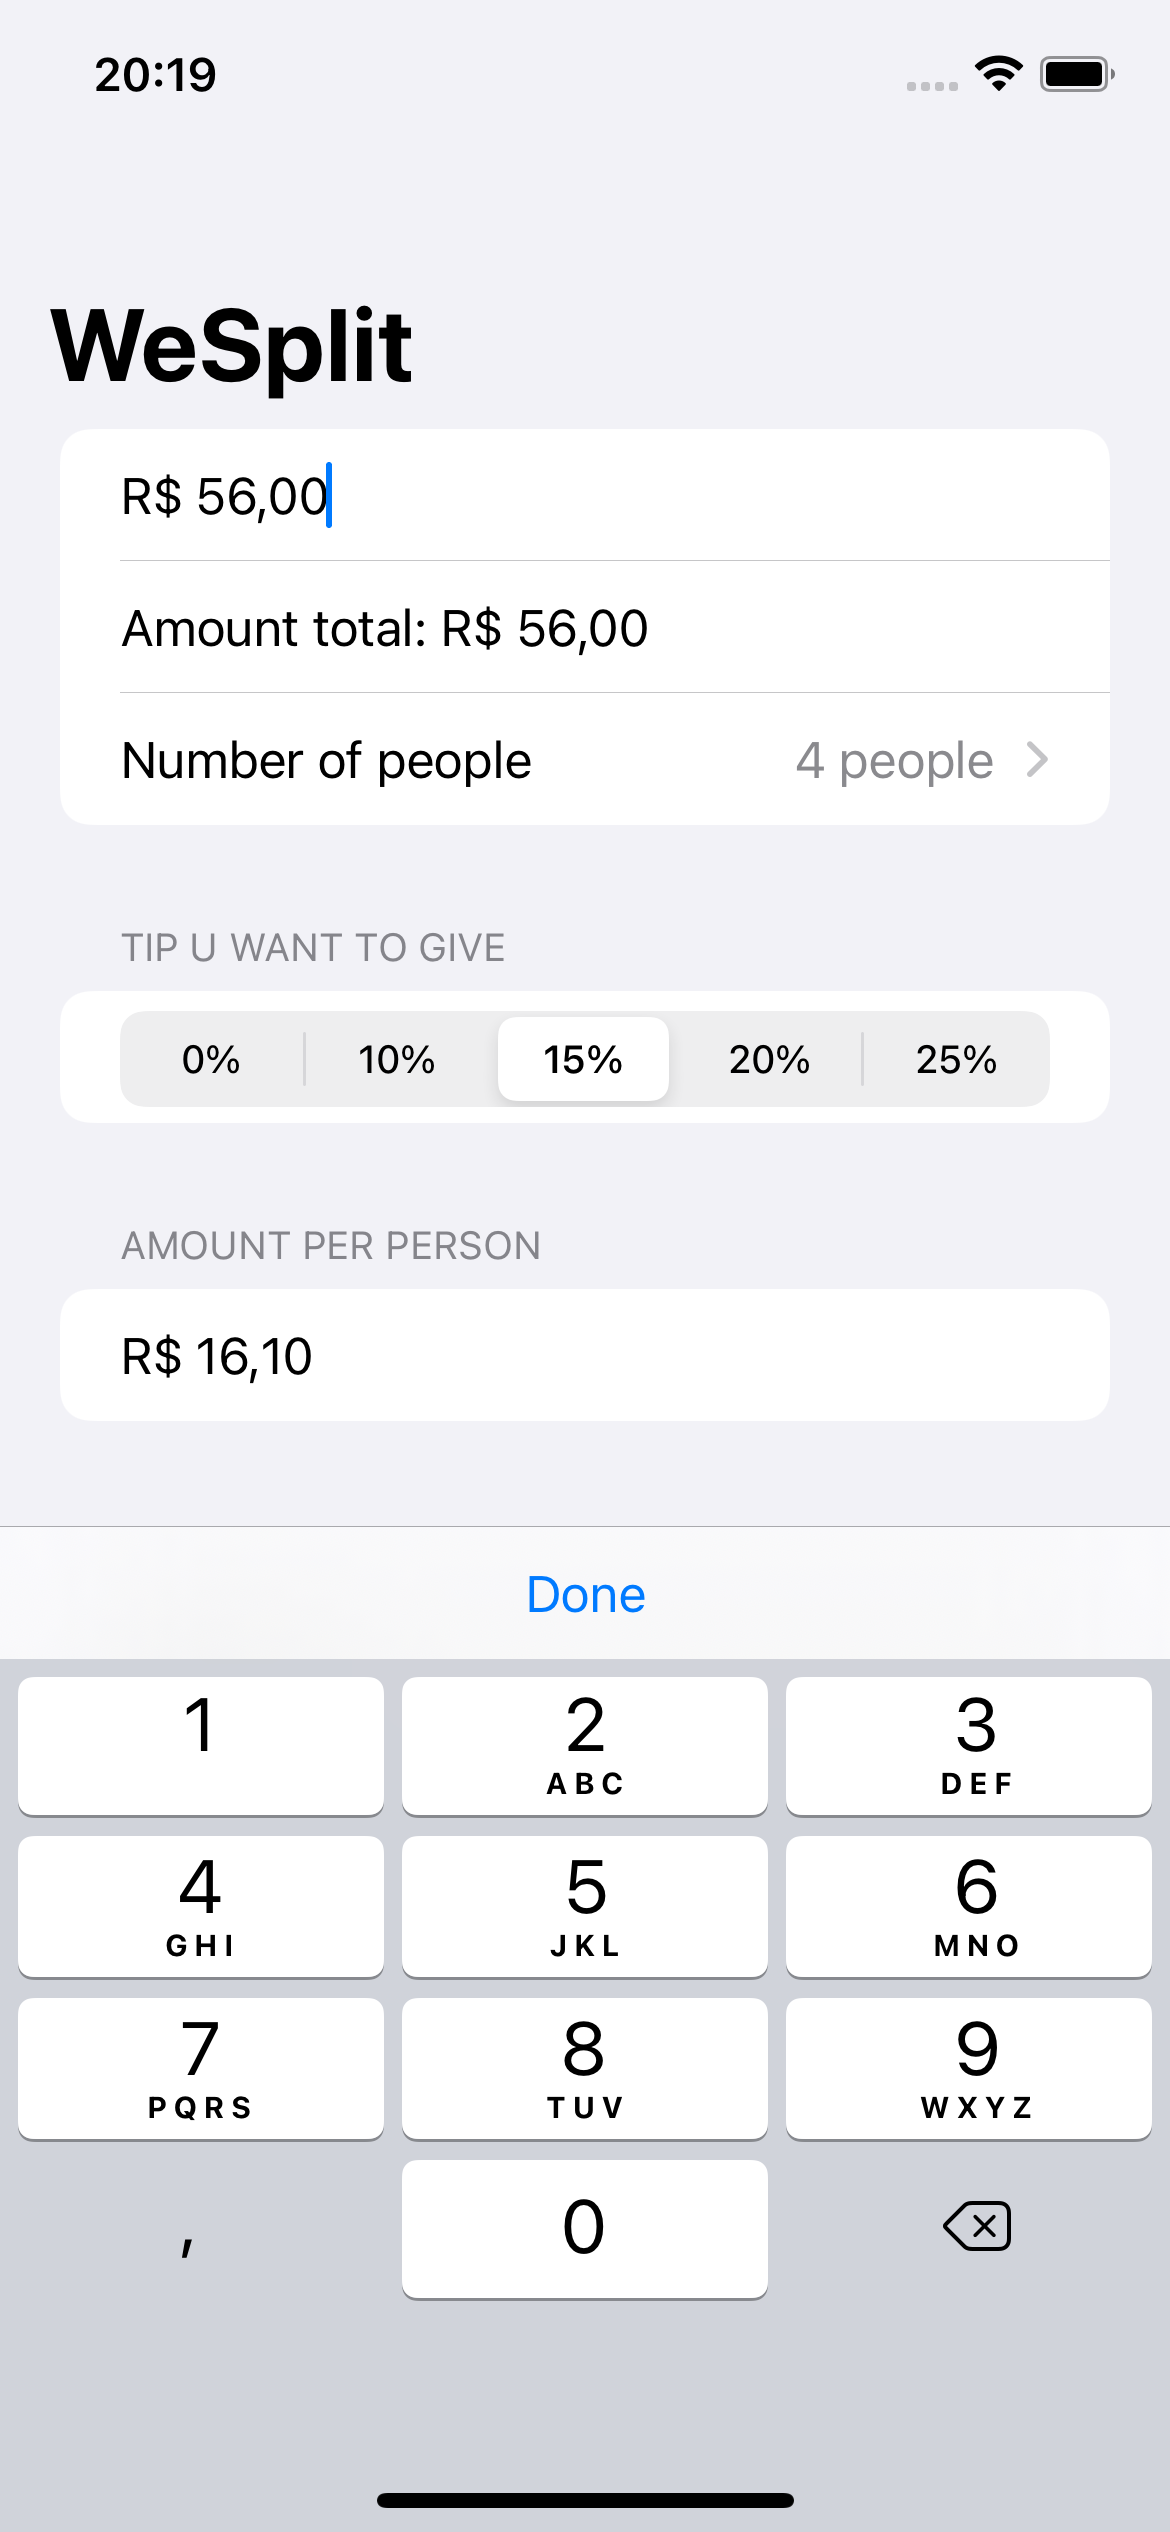 20:19
WeSplit
R$ 56,00
Amount total: R$ 56,00
Number of people 4 people
TIP U WANT TO GIVE
0% 10% 15% 20% 25%
AMOUNT PER PERSON
R$ 16,10
Done
1 2 3
ABC DEF
4 5 6
GHI JKL MNO
7 8 9
PQRS TUV WXYZ
, 0